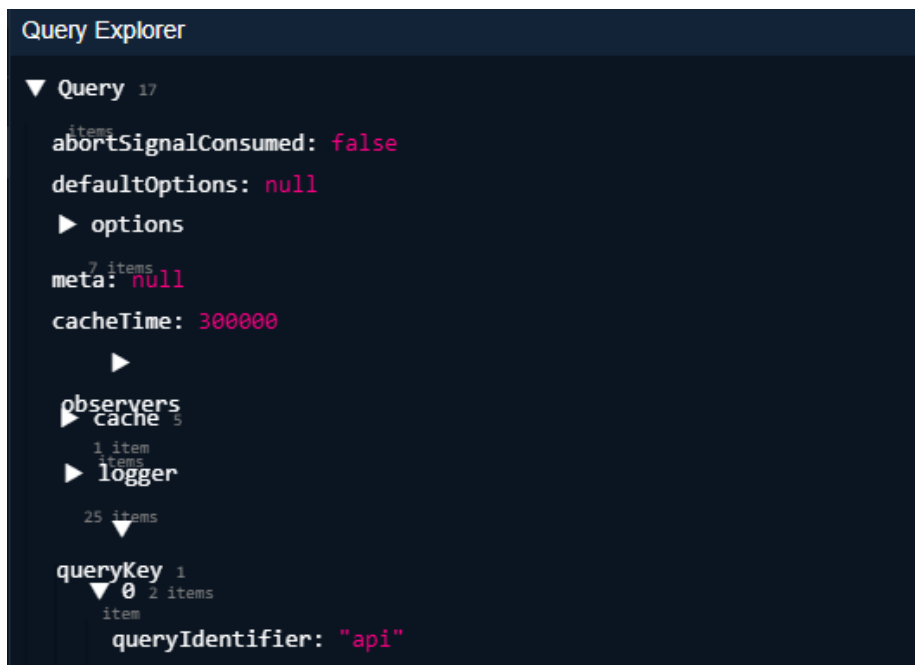 Query Explorer
▼ Query 17
items
abortSignalConsumed: false
defaultOptions: null
▶ options
7 items
meta: null
cacheTime: 300000
▶
observers
▶ cache 5
1 item
items
▶ logger
25 items
▼
queryKey 1
▼ 0 2 items
item
queryIdentifier: "api"